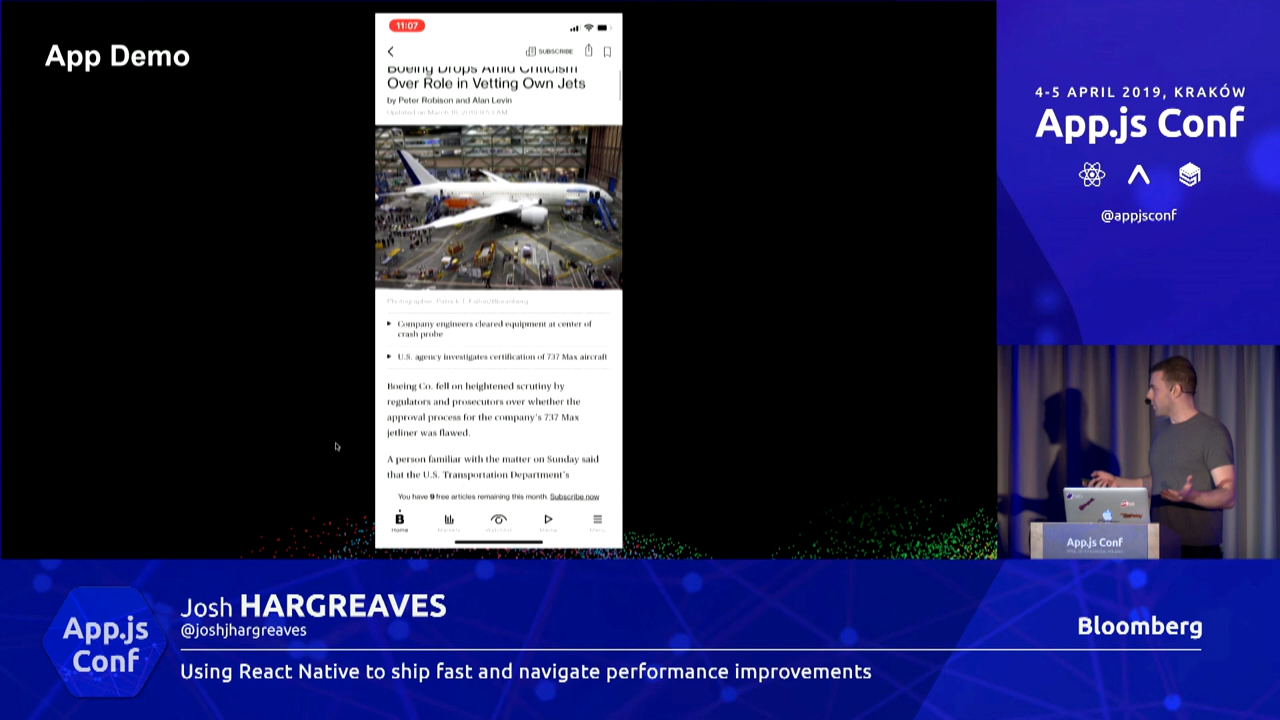 App Demo
11:07
SUBSCRIBE
Boeing Drops Amid Criticism
Over Role in Vetting Own Jets
by Peter Robison and Alan Levin
Company engineers cleared equipment at center of
crash probe
U.S. agency investigates certification of 737 Max aircraft
Boeing Co. fell on heightened scrutiny by
regulators and prosecutors over whether the
approval process for the company's 737 Max
jetliner was flawed.
A person familiar with the matter on Sunday said
that the U.S. Transportation Department's
You have 9 free articles remaining this month. Subscribe now
B
Home
4-5 APRIL 2019, KRAKÓW
App.js Conf
@appjsconf
App.js Conf
App.js
Conf
Josh HARGREAVES
@joshjhargreaves
Bloomberg
Using React Native to ship fast and navigate performance improvements